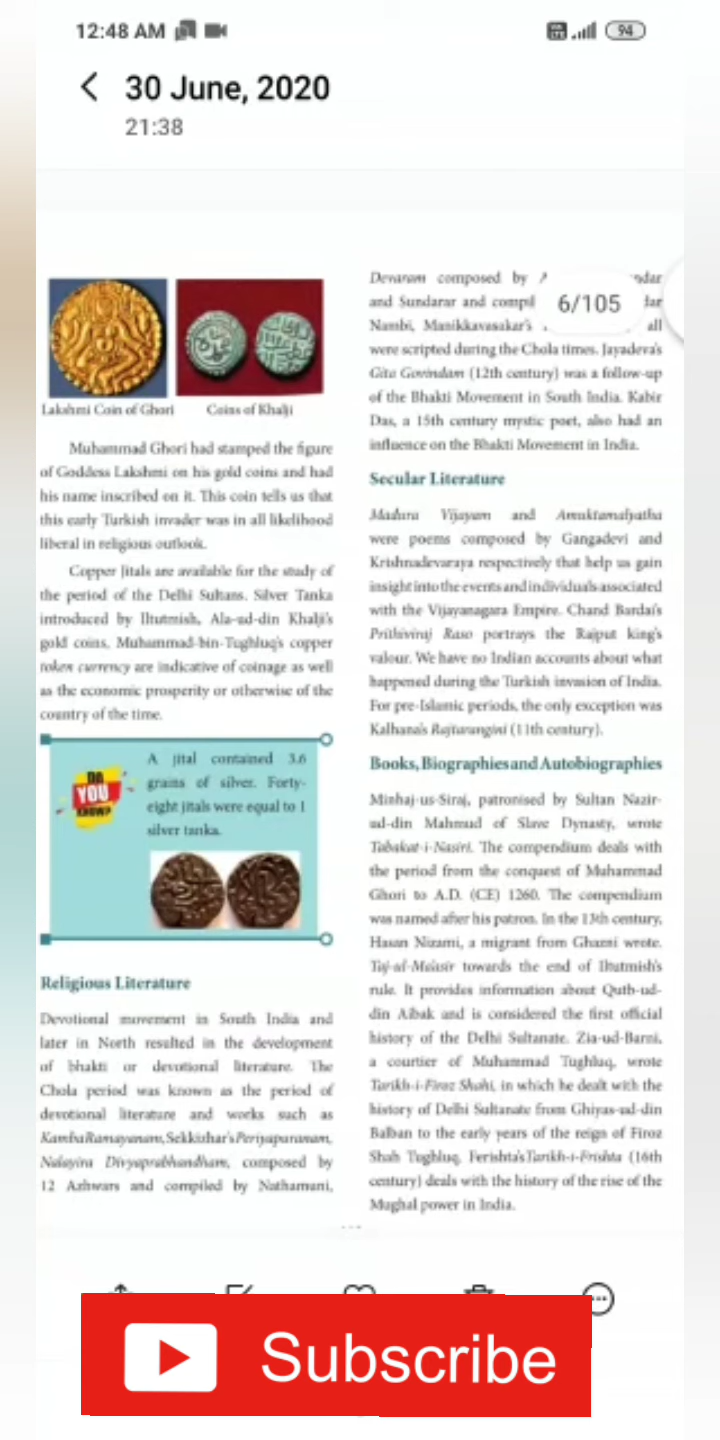 12:48 AM
94
30 June, 2020
21:38
6/105
Lakshmi Coin of Ghori
Coins of Khalji
Muhammad Ghori had stamped the figure
of Goddess Lakshmi on his gold coins and had
his name inscribed on it. This coin tells us that
this early Turkish invader was in all likelihood
liberal in religious outlook.
Copper Jitals are available for the study of
the period of the Delhi Sultans. Silver Tanka
introduced by Iltutmish, Ala-ud-din Khalji's
gold coins, Muhammad-bin-Tughluq's copper
token currency are indicative of coinage as well
as the economic prosperity or otherwise of the
country of the time.
DO
YOU
KNOW?
A jital contained 3.6
grains of silver. Forty-
eight jitals were equal to 1
silver tanka.
Religious Literature
Devotional movement in South India and
later in North resulted in the development
of bhakti or devotional literature. The
Chola period was known as the period of
devotional literature and works such as
KambaRamayanam, Sekkizhar's Periyapuranam,
Nalayira Divyaprabhandham, composed by
12 Azhwars and compiled by Nathamani,
Devaram composed by
and Sundarar and compil
Nambi, Manikkavasakar's all
were scripted during the Chola times. Jayadeva's
Gita Govindam (12th century) was a follow-up
of the Bhakti Movement in South India. Kabir
Das, a 15th century mystic poet, also had an
influence on the Bhakti Movement in India.
Secular Literature
Madura Vijayam and Amuktamalyatha
were poems composed by Gangadevi and
Krishnadevaraya respectively that help us gain
insight into the events and individuals associated
with the Vijayanagara Empire. Chand Bardai's
Prithiviraj Raso portrays the Rajput king's
valour. We have no Indian accounts about what
happened during the Turkish invasion of India.
For pre-Islamic periods, the only exception was
Kalhana's Rajtarangini (11th century).
Books, Biographies and Autobiographies
Minhaj-us-Siraj, patronised by Sultan Nazir-
ud-din Mahmud of Slave Dynasty, wrote
Tabakat-i-Nasiri. The compendium deals with
the period from the conquest of Muhammad
Ghori to A.D. (CE) 1260. The compendium
was named after his patron. In the 13th century,
Hasan Nizami, a migrant from Ghazni wrote.
Taj-ul-Ma'asir towards the end of Iltutmish's
rule. It provides information about Qutb-ud-
din Aibak and is considered the first official
history of the Delhi Sultanate. Zia-ud-Barni,
a courtier of Muhammad Tughluq, wrote
Tarikh-i-Firoz Shahi, in which he dealt with the
history of Delhi Sultanate from Ghiyas-ud-din
Balban to the early years of the reign of Firoz
Shah Tughluq. Ferishta's Tarikh-i-Frishta (16th
century) deals with the history of the rise of the
Mughal power in India.
Subscribe